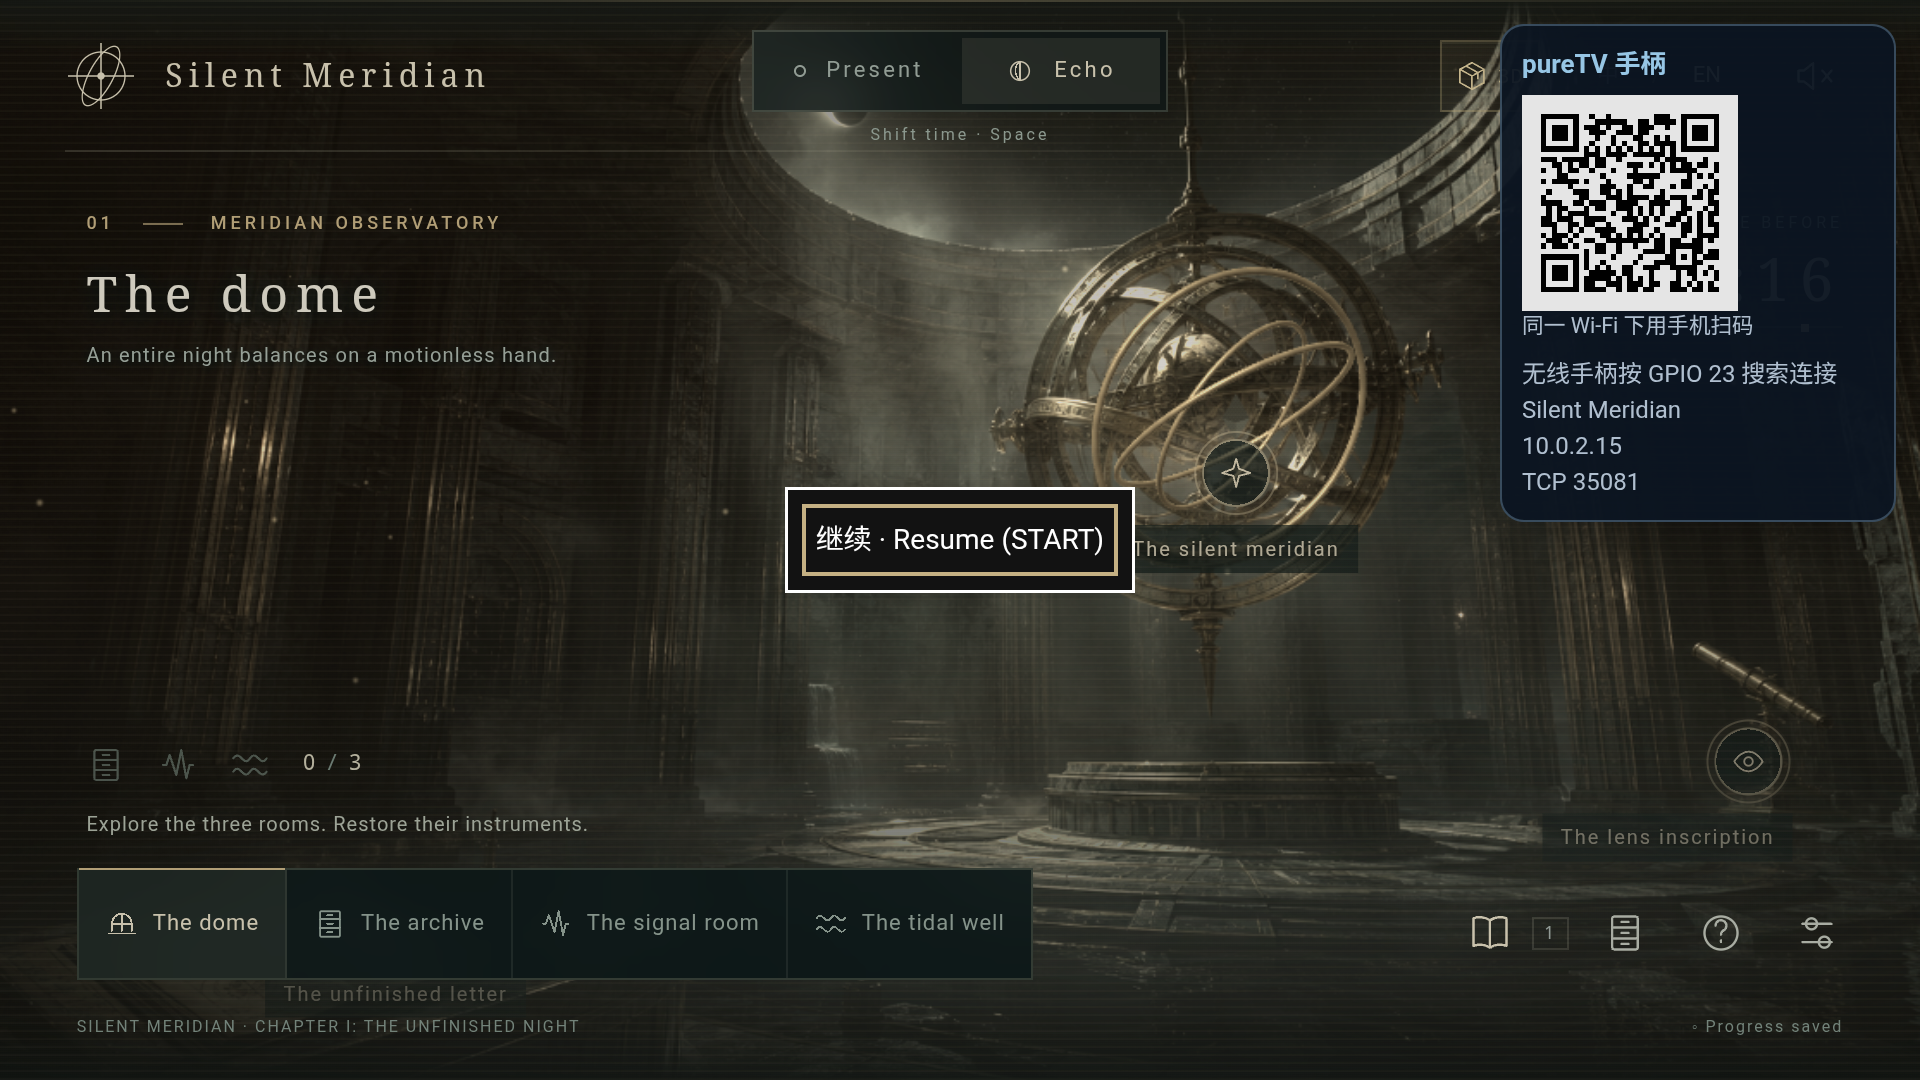 Silent Meridian
Present
Echo
Shift time · Space
pureTV 手柄
EN
同一 Wi-Fi 下用手机扫码
无线手柄按 GPIO 23 搜索连接
Silent Meridian
10.0.2.15
TCP 35081
BEFORE
16
01 — MERIDIAN OBSERVATORY
The dome
An entire night balances on a motionless hand.
继续 · Resume (START)
The silent meridian
The lens inscription
0 / 3
Explore the three rooms. Restore their instruments.
The dome
The archive
The signal room
The tidal well
1
The unfinished letter
SILENT MERIDIAN · CHAPTER I: THE UNFINISHED NIGHT
Progress saved